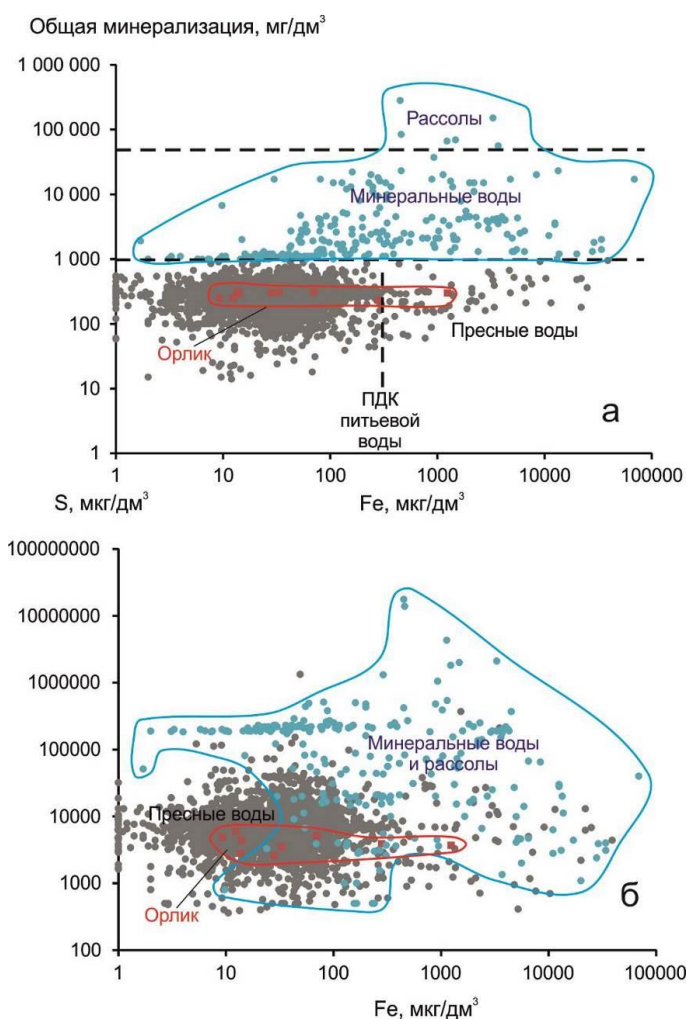 Общая минерализация, мг/дм³
1 000 000
100 000
10 000
1 000
100
10
1
Рассолы
Минеральные воды
Пресные воды
Орлик
ПДК
питьевой
воды
а
1 10 100 1000 10000 100000
S, мкг/дм³ Fe, мкг/дм³
100000000
10000000
1000000
100000
10000
1000
100
Минеральные воды
и рассолы
Пресные воды
Орлик
б
1 10 100 1000 10000 100000
Fe, мкг/дм³